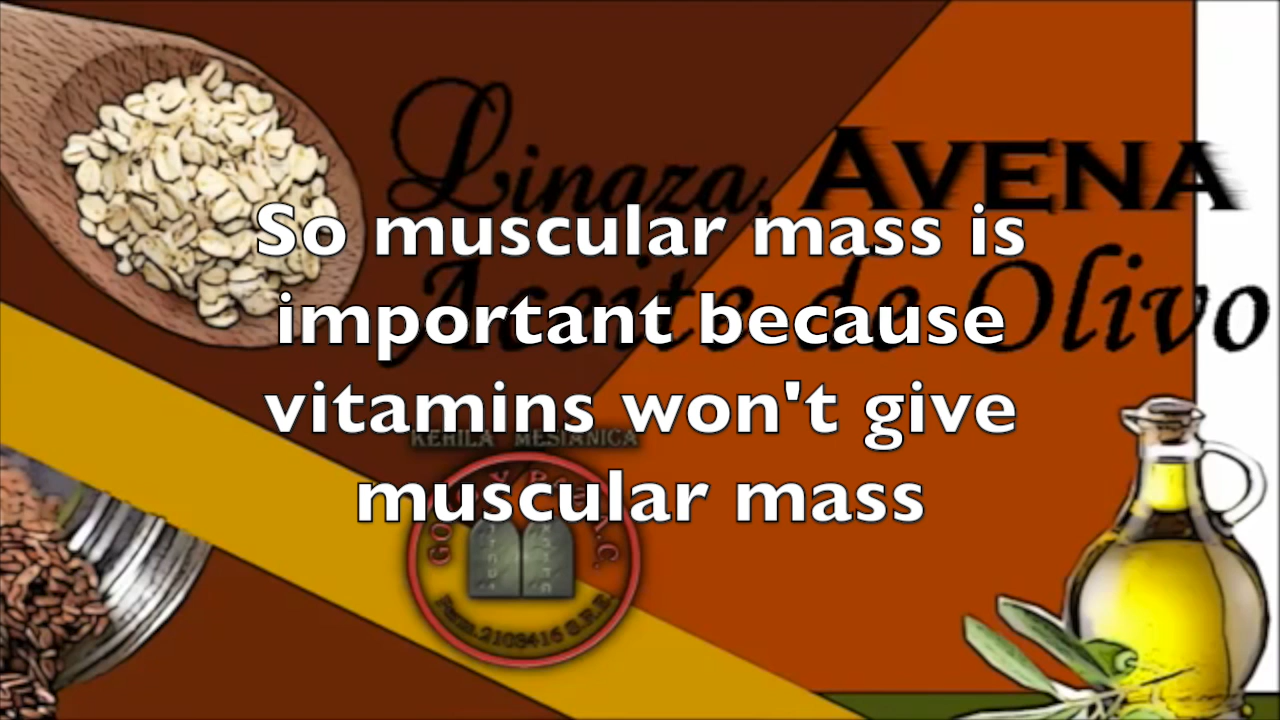 Linaza, AVENA
Aceite de Olivo
So muscular mass is
important because
vitamins won't give
muscular mass
KEHILA MESIANICA